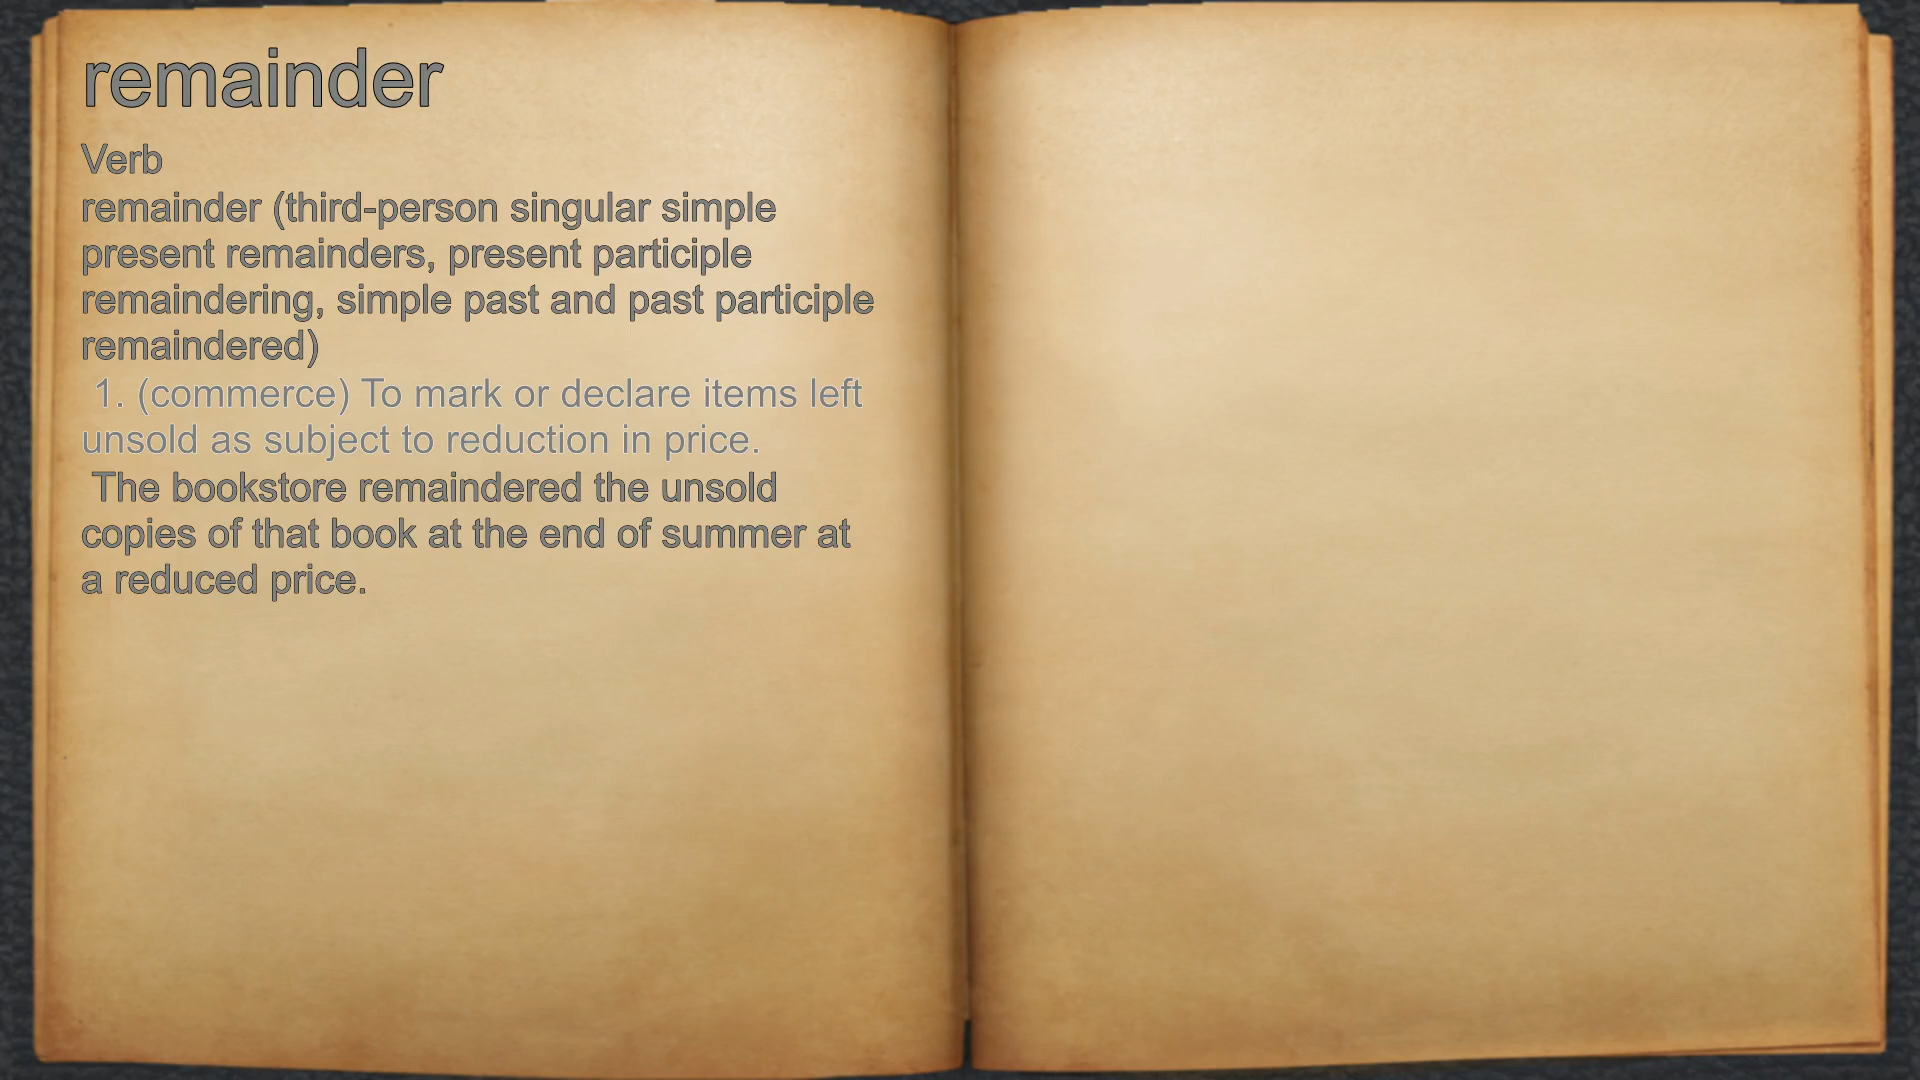 remainder
Verb
remainder (third-person singular simple
present remainders, present participle
remaindering, simple past and past participle
remaindered)
1. (commerce) To mark or declare items left
unsold as subject to reduction in price.
The bookstore remaindered the unsold
copies of that book at the end of summer at
a reduced price.